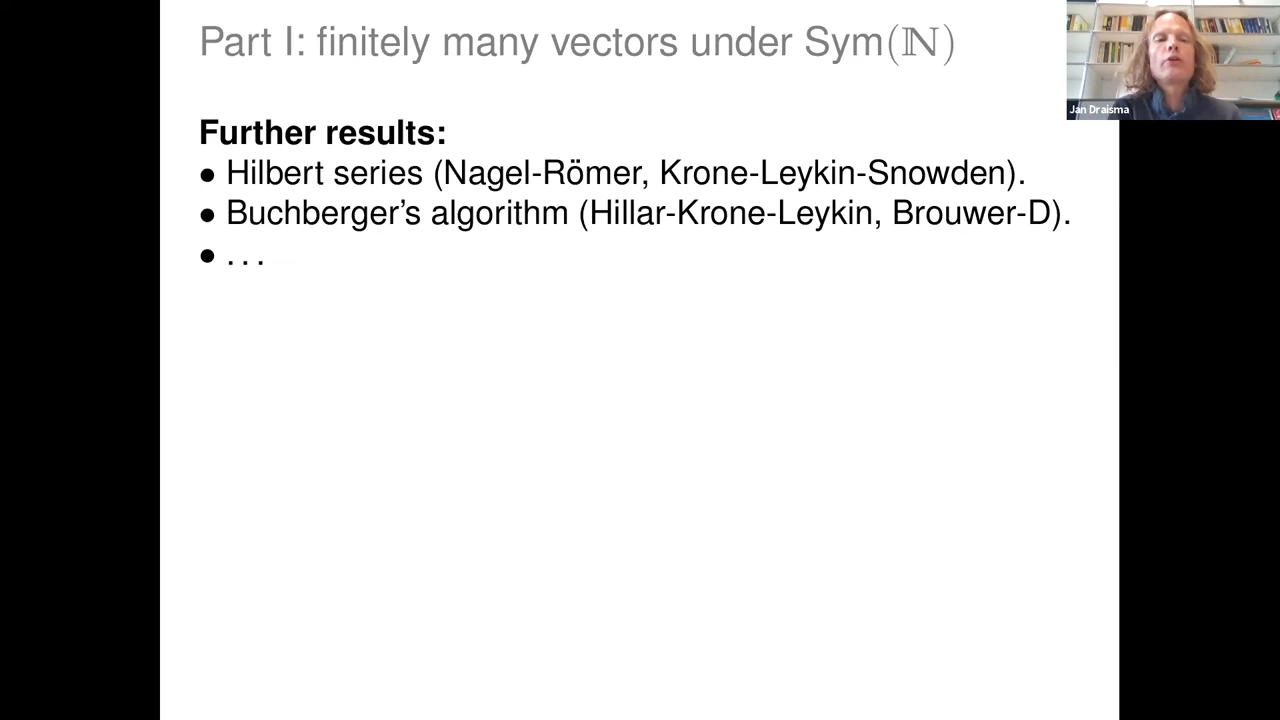 Part I: finitely many vectors under Sym(ℕ)
Jan Draisma
Further results:
• Hilbert series (Nagel-Römer, Krone-Leykin-Snowden).
• Buchberger's algorithm (Hillar-Krone-Leykin, Brouwer-D).
• ...